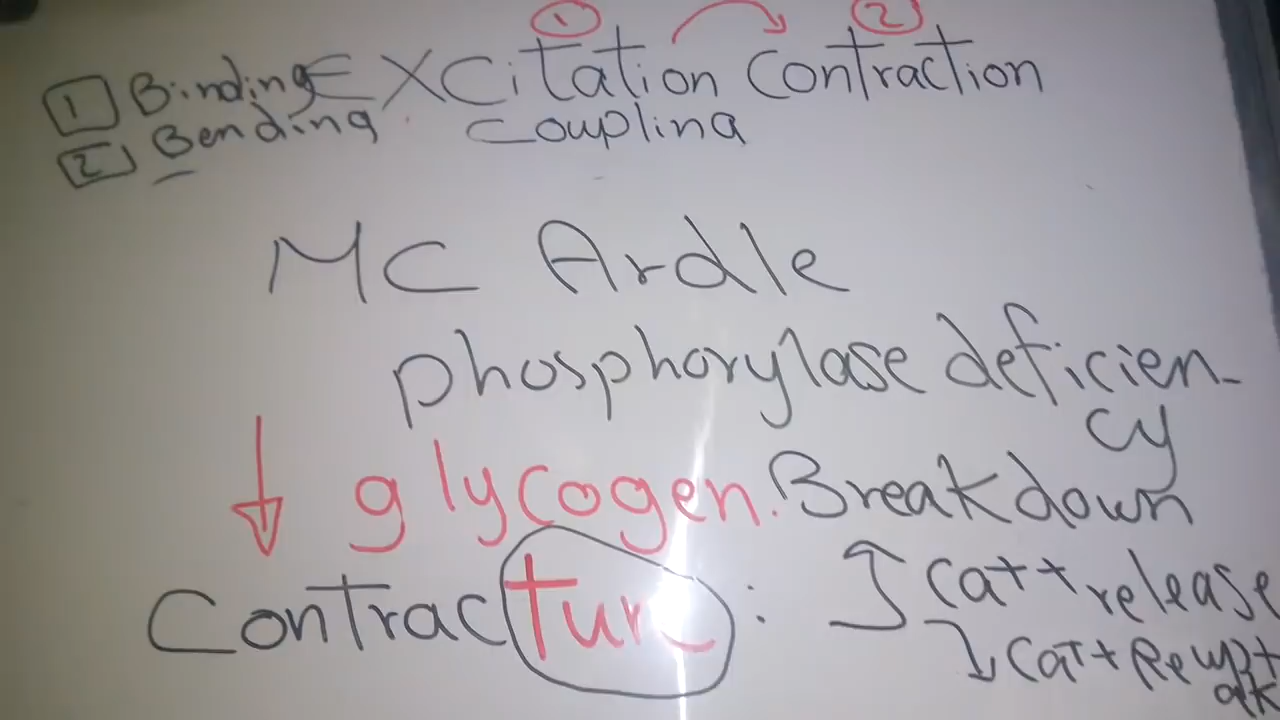 ① ②
1 Binding EXCitation Contraction
2 Bending Coupling
MC Ardle
phosphorylase deficien-
cy
↓ glycogen. Breakdown
Contracture : ↑ Ca++ release
↓ Ca++ Reupt
ak